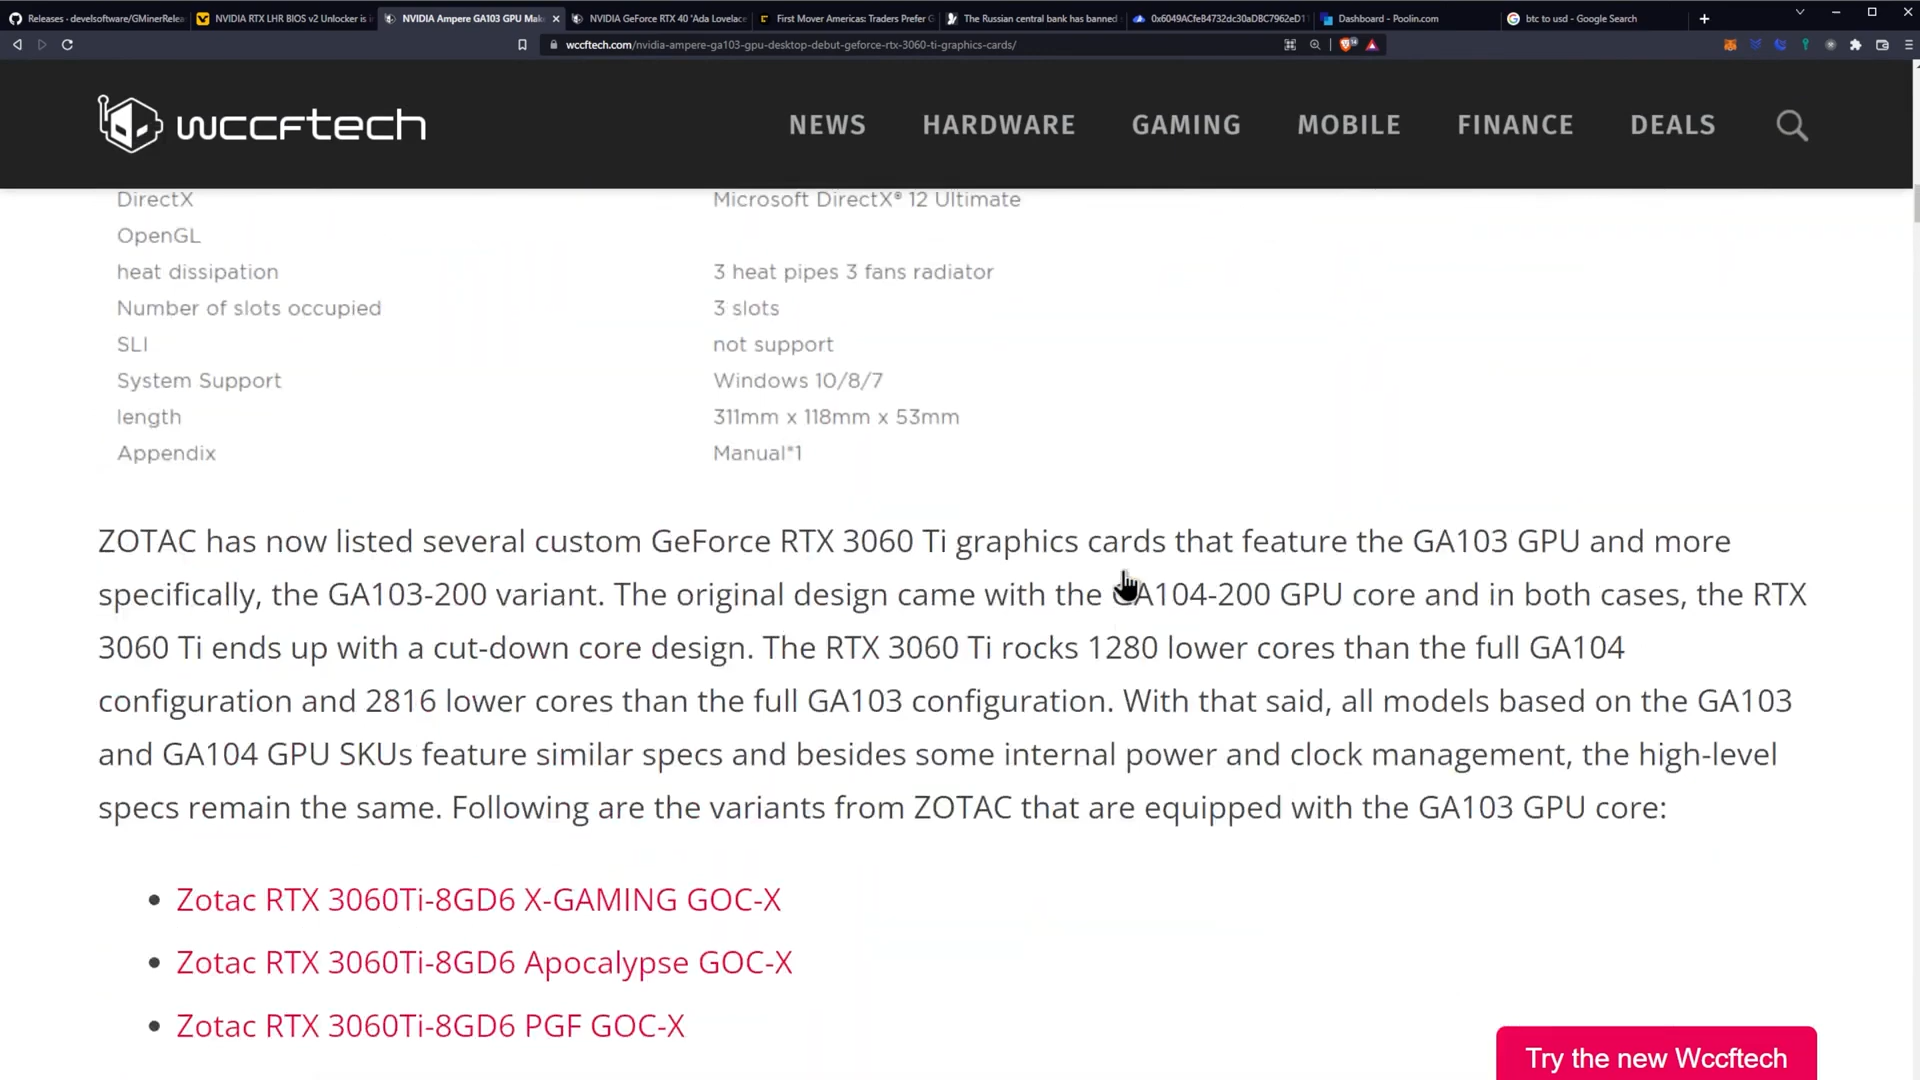 Releases - develsoftware/GMinerRelea
NVIDIA RTX LHR BIOS v2 Unlocker is i
NVIDIA Ampere GA103 GPU Mak
NVIDIA GeForce RTX 40 'Ada Lovelace
First Mover Americas: Traders Prefer G
The Russian central bank has banned
0x6049ACfeB4732dc30aDBC7962eD11
Dashboard - Poolin.com
btc to usd - Google Search
wccftech.com/nvidia-ampere-ga103-gpu-desktop-debut-geforce-rtx-3060-ti-graphics-cards/
wccftech
NEWS HARDWARE GAMING MOBILE FINANCE DEALS
DirectX Microsoft DirectX® 12 Ultimate
OpenGL
heat dissipation 3 heat pipes 3 fans radiator
Number of slots occupied 3 slots
SLI not support
System Support Windows 10/8/7
length 311mm x 118mm x 53mm
Appendix Manual*1
ZOTAC has now listed several custom GeForce RTX 3060 Ti graphics cards that feature the GA103 GPU and more
specifically, the GA103-200 variant. The original design came with the GA104-200 GPU core and in both cases, the RTX
3060 Ti ends up with a cut-down core design. The RTX 3060 Ti rocks 1280 lower cores than the full GA104
configuration and 2816 lower cores than the full GA103 configuration. With that said, all models based on the GA103
and GA104 GPU SKUs feature similar specs and besides some internal power and clock management, the high-level
specs remain the same. Following are the variants from ZOTAC that are equipped with the GA103 GPU core:
• Zotac RTX 3060Ti-8GD6 X-GAMING GOC-X
• Zotac RTX 3060Ti-8GD6 Apocalypse GOC-X
• Zotac RTX 3060Ti-8GD6 PGF GOC-X
Try the new Wccftech